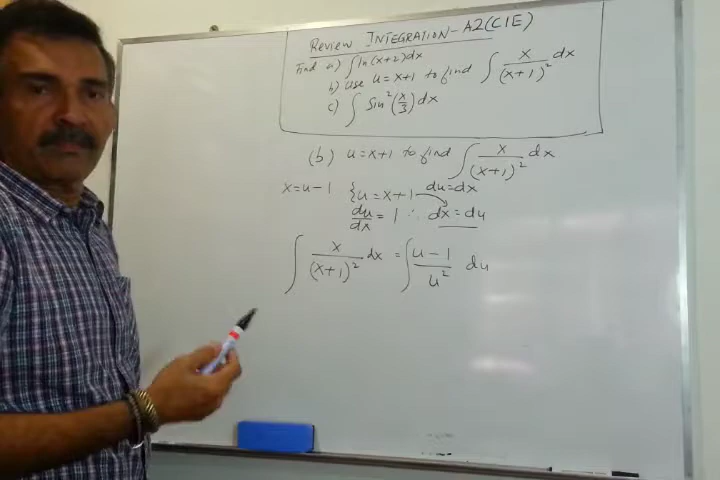 Review INTEGRATION - A2(CIE)
Find a) ∫ ln(x+2)dx
b) use u = x+1 to find ∫ x/(x+1)² dx
c) ∫ Sin²(x/3) dx
(b) u = x+1 to find ∫ x/(x+1)² dx
x = u - 1 { u = x+1 du = dx
du/dx = 1 ∴ dx = du
∫ x/(x+1)² dx = ∫ u - 1/u² du